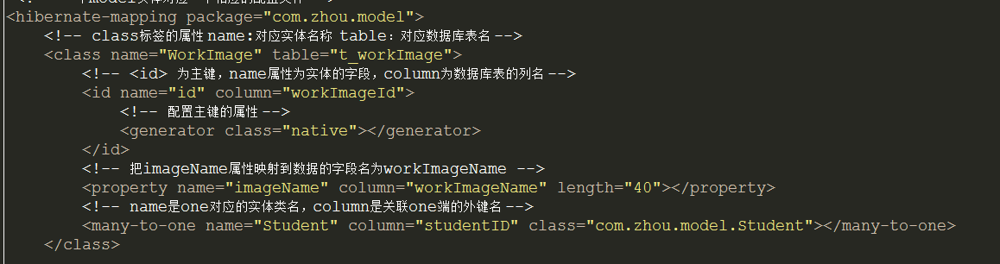 <hibernate-mapping package="com.zhou.model">
<!-- class标签的属性 name:对应实体名称 table：对应数据库表名 -->
<class name="WorkImage" table="t_workImage">
<!-- <id> 为主键，name属性为实体的字段，column为数据库表的列名 -->
<id name="id" column="workImageId">
<!-- 配置主键的属性 -->
<generator class="native"></generator>
</id>
<!-- 把imageName属性映射到数据的字段名为workImageName -->
<property name="imageName" column="workImageName" length="40"></property>
<!-- name是one对应的实体类名，column是关联one端的外键名 -->
<many-to-one name="Student" column="studentID" class="com.zhou.model.Student"></many-to-one>
</class>